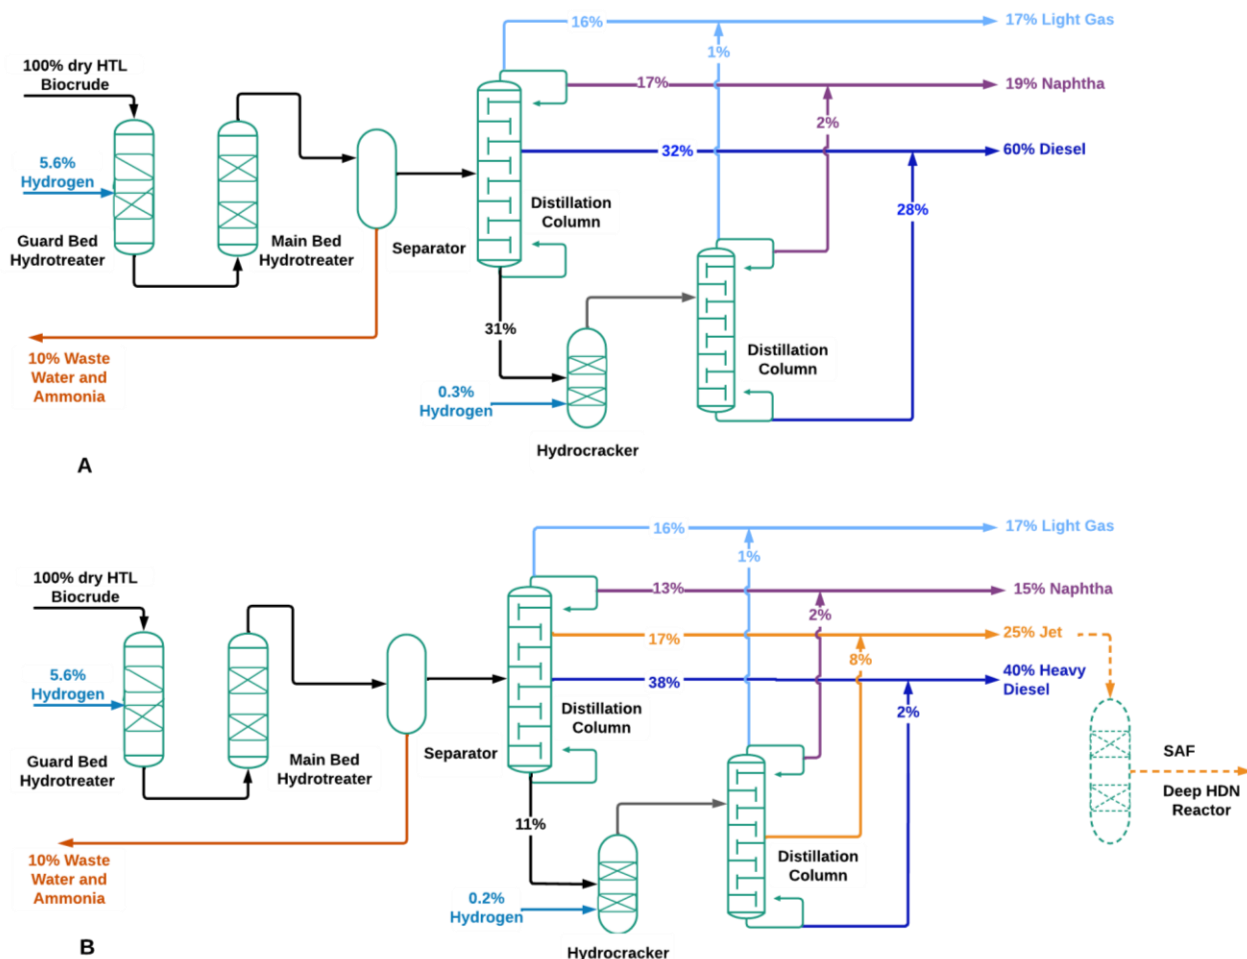 16%
17% Light Gas
1%
100% dry HTL
Biocrude
17%
19% Naphtha
2%
5.6%
Hydrogen
32%
60% Diesel
28%
Distillation
Column
Guard Bed
Hydrotreater
Main Bed
Hydrotreater
Separator
31%
10% Waste
Water and
Ammonia
0.3%
Hydrogen
Distillation
Column
Hydrocracker
A
16%
17% Light Gas
1%
100% dry HTL
Biocrude
13%
15% Naphtha
2%
17%
25% Jet
8%
5.6%
Hydrogen
38%
40% Heavy
Diesel
2%
Distillation
Column
Guard Bed
Hydrotreater
Main Bed
Hydrotreater
Separator
SAF
Deep HDN
Reactor
11%
10% Waste
Water and
Ammonia
0.2%
Hydrogen
Distillation
Column
Hydrocracker
B